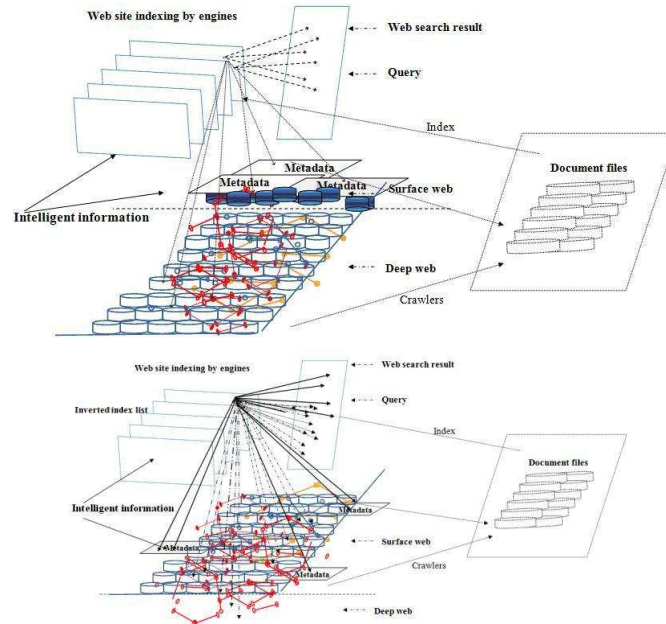 Web site indexing by engines
Web search result
Query
Index
Document files
Metadata
Metadata
Metadata
Surface web
Intelligent information
Deep web
Crawlers
Web site indexing by engines
Web search result
Query
Inverted index list
Index
Document files
Intelligent information
Metadata
Surface web
Metadata
Crawlers
Metadata
Deep web